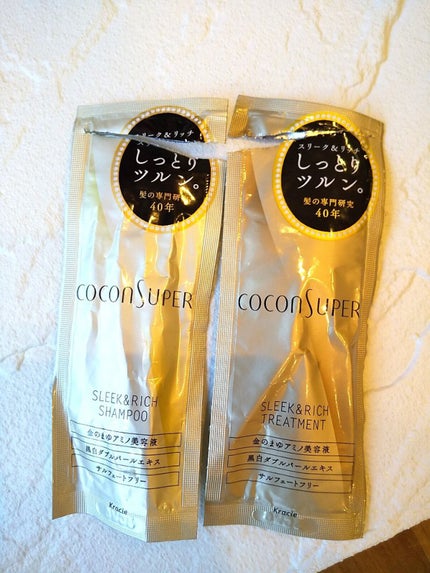 スリーク&リッチ
しっとり
ツルン。
髪の専門研究
40年
COCONSUPER
SLEEK&RICH
SHAMPOO
金のまゆアミノ美容液
黒白ダブルパールエキス
サルフェートフリー
Kracie
スリーク&リッチ
しっとり
ツルン。
髪の専門研究
40年
COCONSUPER
SLEEK&RICH
TREATMENT
金のまゆアミノ美容液
黒白ダブルパールエキス
サルフェートフリー
Kracie